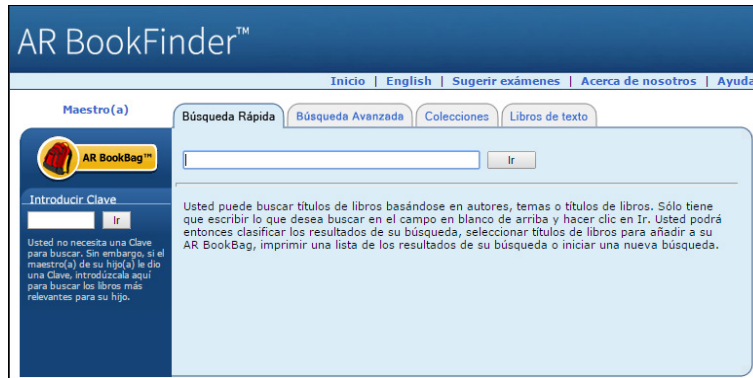 AR BookFinder™
Inicio | English | Sugerir exámenes | Acerca de nosotros | Ayuda
Maestro(a)
Búsqueda Rápida
Búsqueda Avanzada
Colecciones
Libros de texto
AR BookBag™
Ir
Introducir Clave
Ir
Usted no necesita una Clave
para buscar. Sin embargo, si el
maestro(a) de su hijo(a) le dio
una Clave, introdúzcala aquí
para buscar los libros más
relevantes para su hijo.
Usted puede buscar títulos de libros basándose en autores, temas o títulos de libros. Sólo tiene
que escribir lo que desea buscar en el campo en blanco de arriba y hacer clic en Ir. Usted podrá
entonces clasificar los resultados de su búsqueda, seleccionar títulos de libros para añadir a su
AR BookBag, imprimir una lista de los resultados de su búsqueda o iniciar una nueva búsqueda.